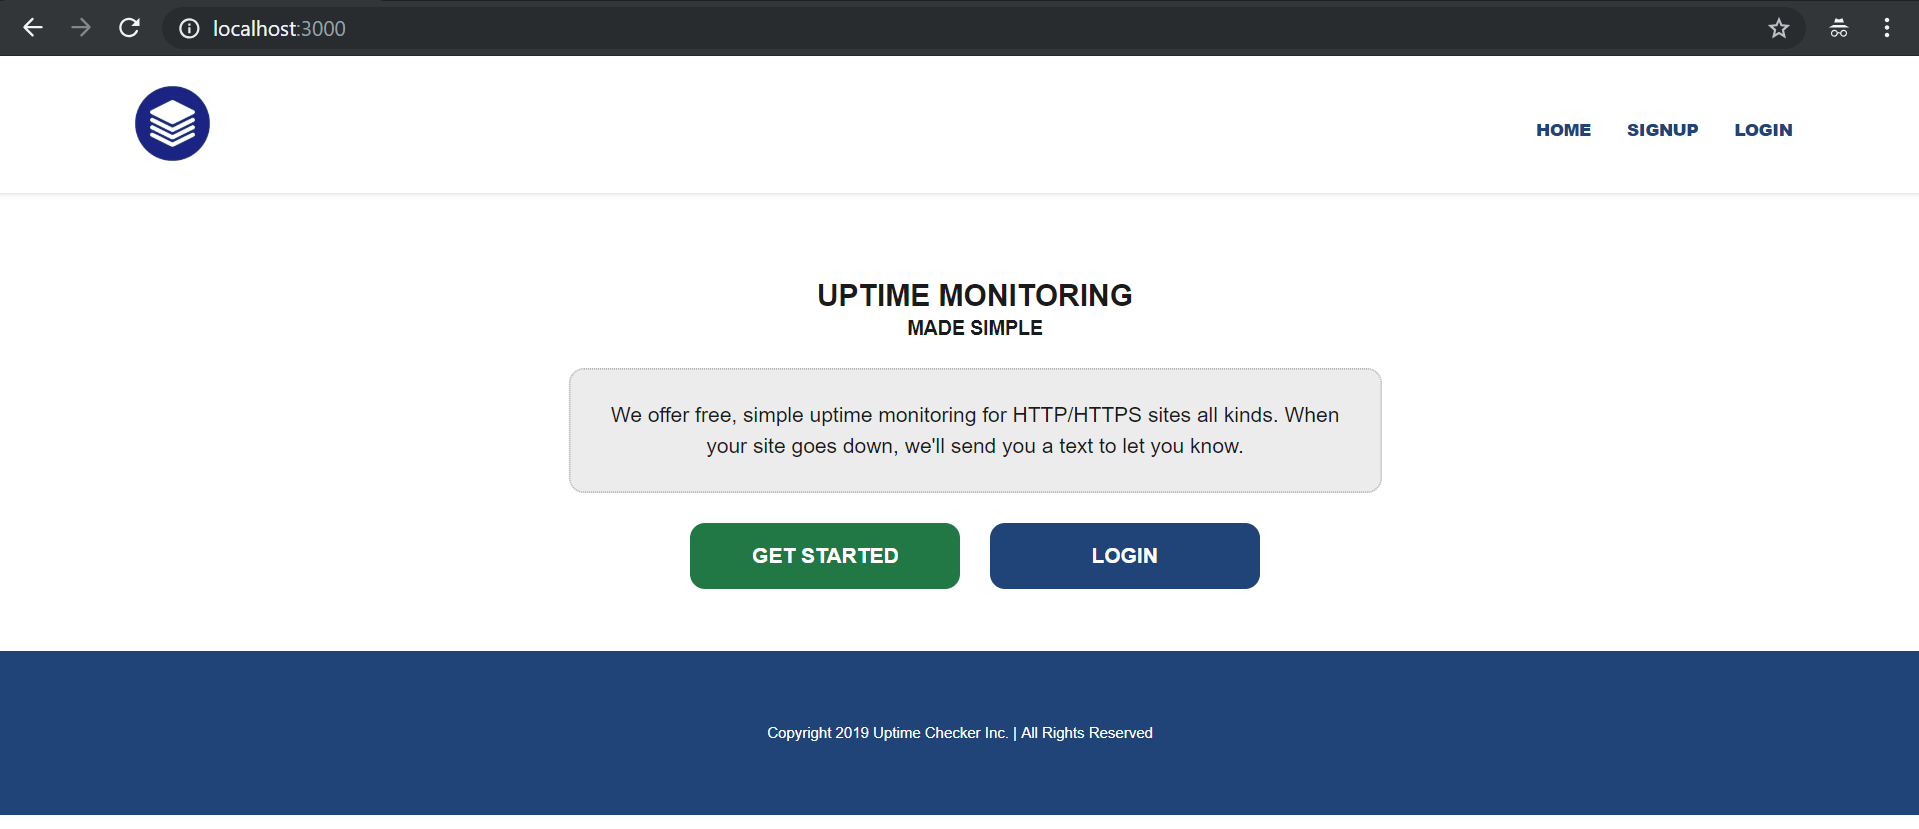 localhost:3000
HOME SIGNUP LOGIN
UPTIME MONITORING
MADE SIMPLE
We offer free, simple uptime monitoring for HTTP/HTTPS sites all kinds. When
your site goes down, we'll send you a text to let you know.
GET STARTED LOGIN
Copyright 2019 Uptime Checker Inc. | All Rights Reserved